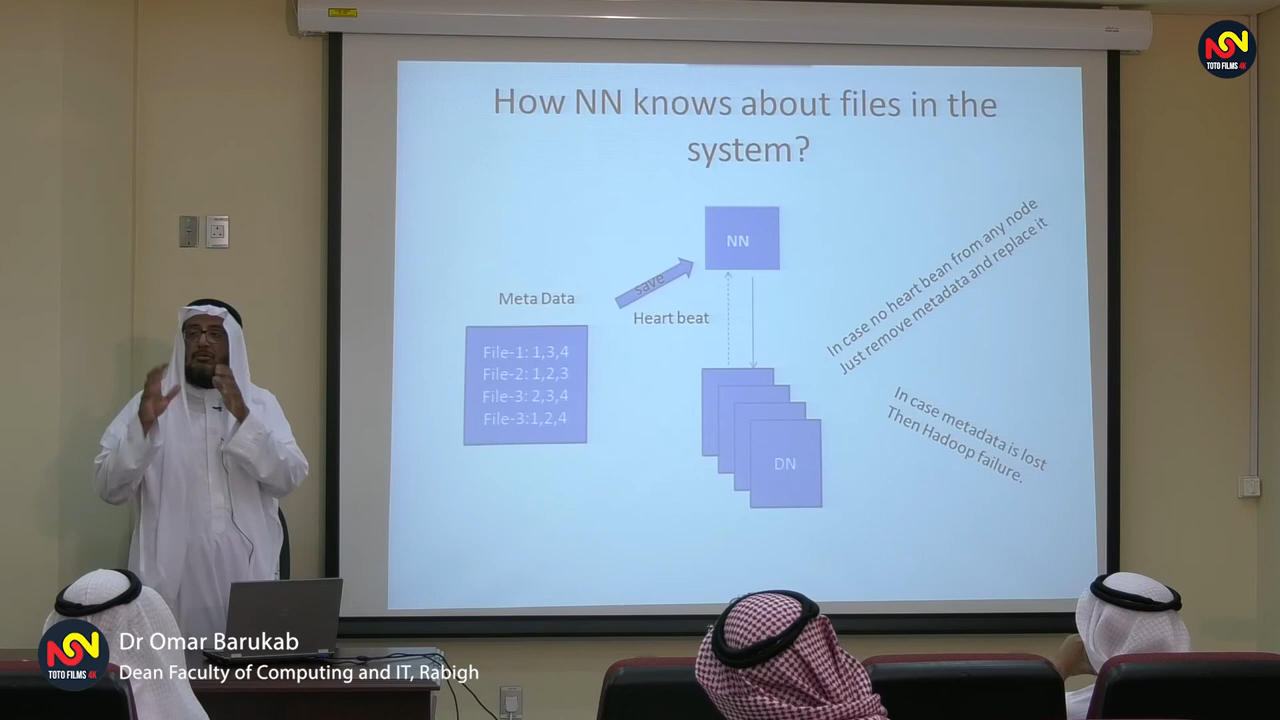 TOTO FILMS 4K
How NN knows about files in the
system?
NN
save
Meta Data
Heart beat
File-1: 1,3,4
File-2: 1,2,3
File-3: 2,3,4
File-3:1,2,4
DN
In case no heart bean from any node
Just remove metadata and replace it
In case metadata is lost
Then Hadoop failure.
TOTO FILMS 4K
Dr Omar Barukab
Dean Faculty of Computing and IT, Rabigh